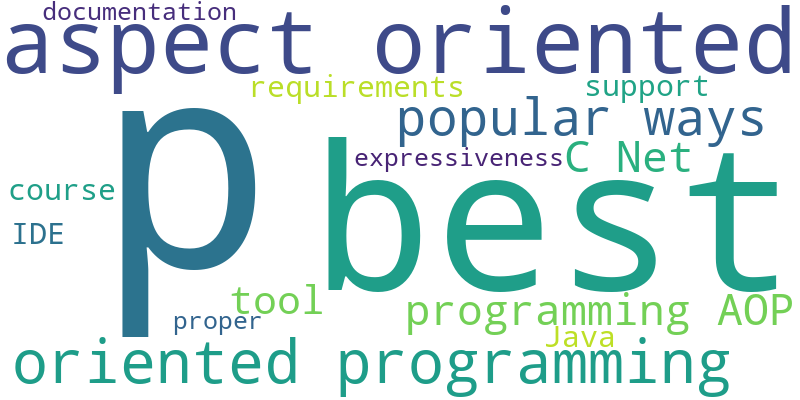 documentation
aspect oriented
requirements
support
popular ways
p
best
expressiveness
C Net
course
IDE
tool
programming AOP
proper
Java
oriented programming